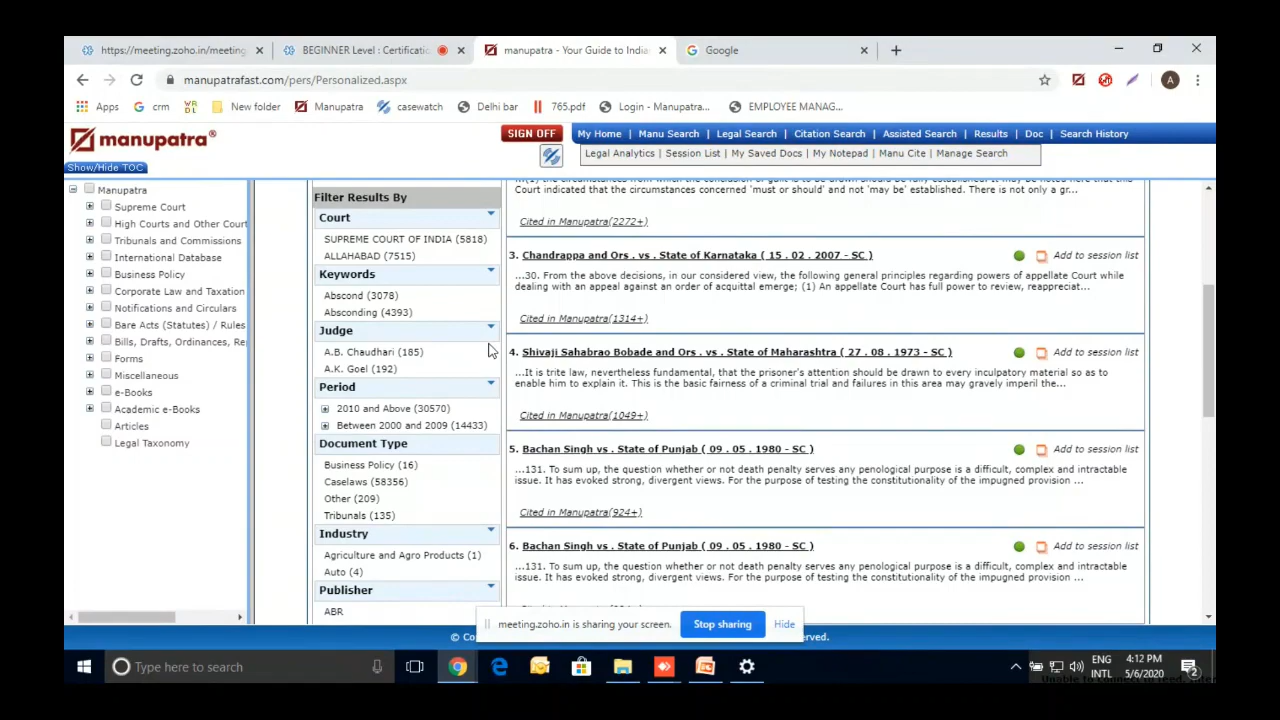 https://meeting.zoho.in/meeting
BEGINNER Level : Certificatio
manupatra - Your Guide to India
Google
manupatrafast.com/pers/Personalized.aspx
A
Apps
crm
New folder
Manupatra
casewatch
Delhi bar
765.pdf
Login - Manupatra...
EMPLOYEE MANAG...
manupatra®
SIGN OFF
My Home | Manu Search | Legal Search | Citation Search | Assisted Search | Results | Doc | Search History
Legal Analytics | Session List | My Saved Docs | My Notepad | Manu Cite | Manage Search
Show/Hide TOC
Manupatra
Supreme Court
High Courts and Other Court
Tribunals and Commissions
International Database
Business Policy
Corporate Law and Taxation
Notifications and Circulars
Bare Acts (Statutes) / Rules
Bills, Drafts, Ordinances, Re
Forms
Miscellaneous
e-Books
Academic e-Books
Articles
Legal Taxonomy
Filter Results By
Court
SUPREME COURT OF INDIA (5818)
ALLAHABAD (7515)
Keywords
Abscond (3078)
Absconding (4393)
Judge
A.B. Chaudhari (185)
A.K. Goel (192)
Period
2010 and Above (30570)
Between 2000 and 2009 (14433)
Document Type
Business Policy (16)
Caselaws (58356)
Other (209)
Tribunals (135)
Industry
Agriculture and Agro Products (1)
Auto (4)
Publisher
ABR
Court indicated that the circumstances concerned 'must or should' and not 'may be' established. There is not only a gr...
Cited in Manupatra(2272+)
3. Chandrappa and Ors . vs . State of Karnataka ( 15 . 02 . 2007 - SC )
Add to session list
...30. From the above decisions, in our considered view, the following general principles regarding powers of appellate Court while
dealing with an appeal against an order of acquittal emerge; (1) An appellate Court has full power to review, reappreciat...
Cited in Manupatra(1314+)
4. Shivaji Sahabrao Bobade and Ors . vs . State of Maharashtra ( 27 . 08 . 1973 - SC )
Add to session list
...It is trite law, nevertheless fundamental, that the prisoner's attention should be drawn to every inculpatory material so as to
enable him to explain it. This is the basic fairness of a criminal trial and failures in this area may gravely imperil the...
Cited in Manupatra(1049+)
5. Bachan Singh vs . State of Punjab ( 09 . 05 . 1980 - SC )
Add to session list
...131. To sum up, the question whether or not death penalty serves any penological purpose is a difficult, complex and intractable
issue. It has evoked strong, divergent views. For the purpose of testing the constitutionality of the impugned provision ...
Cited in Manupatra(924+)
6. Bachan Singh vs . State of Punjab ( 09 . 05 . 1980 - SC )
Add to session list
...131. To sum up, the question whether or not death penalty serves any penological purpose is a difficult, complex and intractable
issue. It has evoked strong, divergent views. For the purpose of testing the constitutionality of the impugned provision ...
meeting.zoho.in is sharing your screen.
Stop sharing
Hide
© Co
erved.
Type here to search
ENG
INTL
4:12 PM
5/6/2020
2